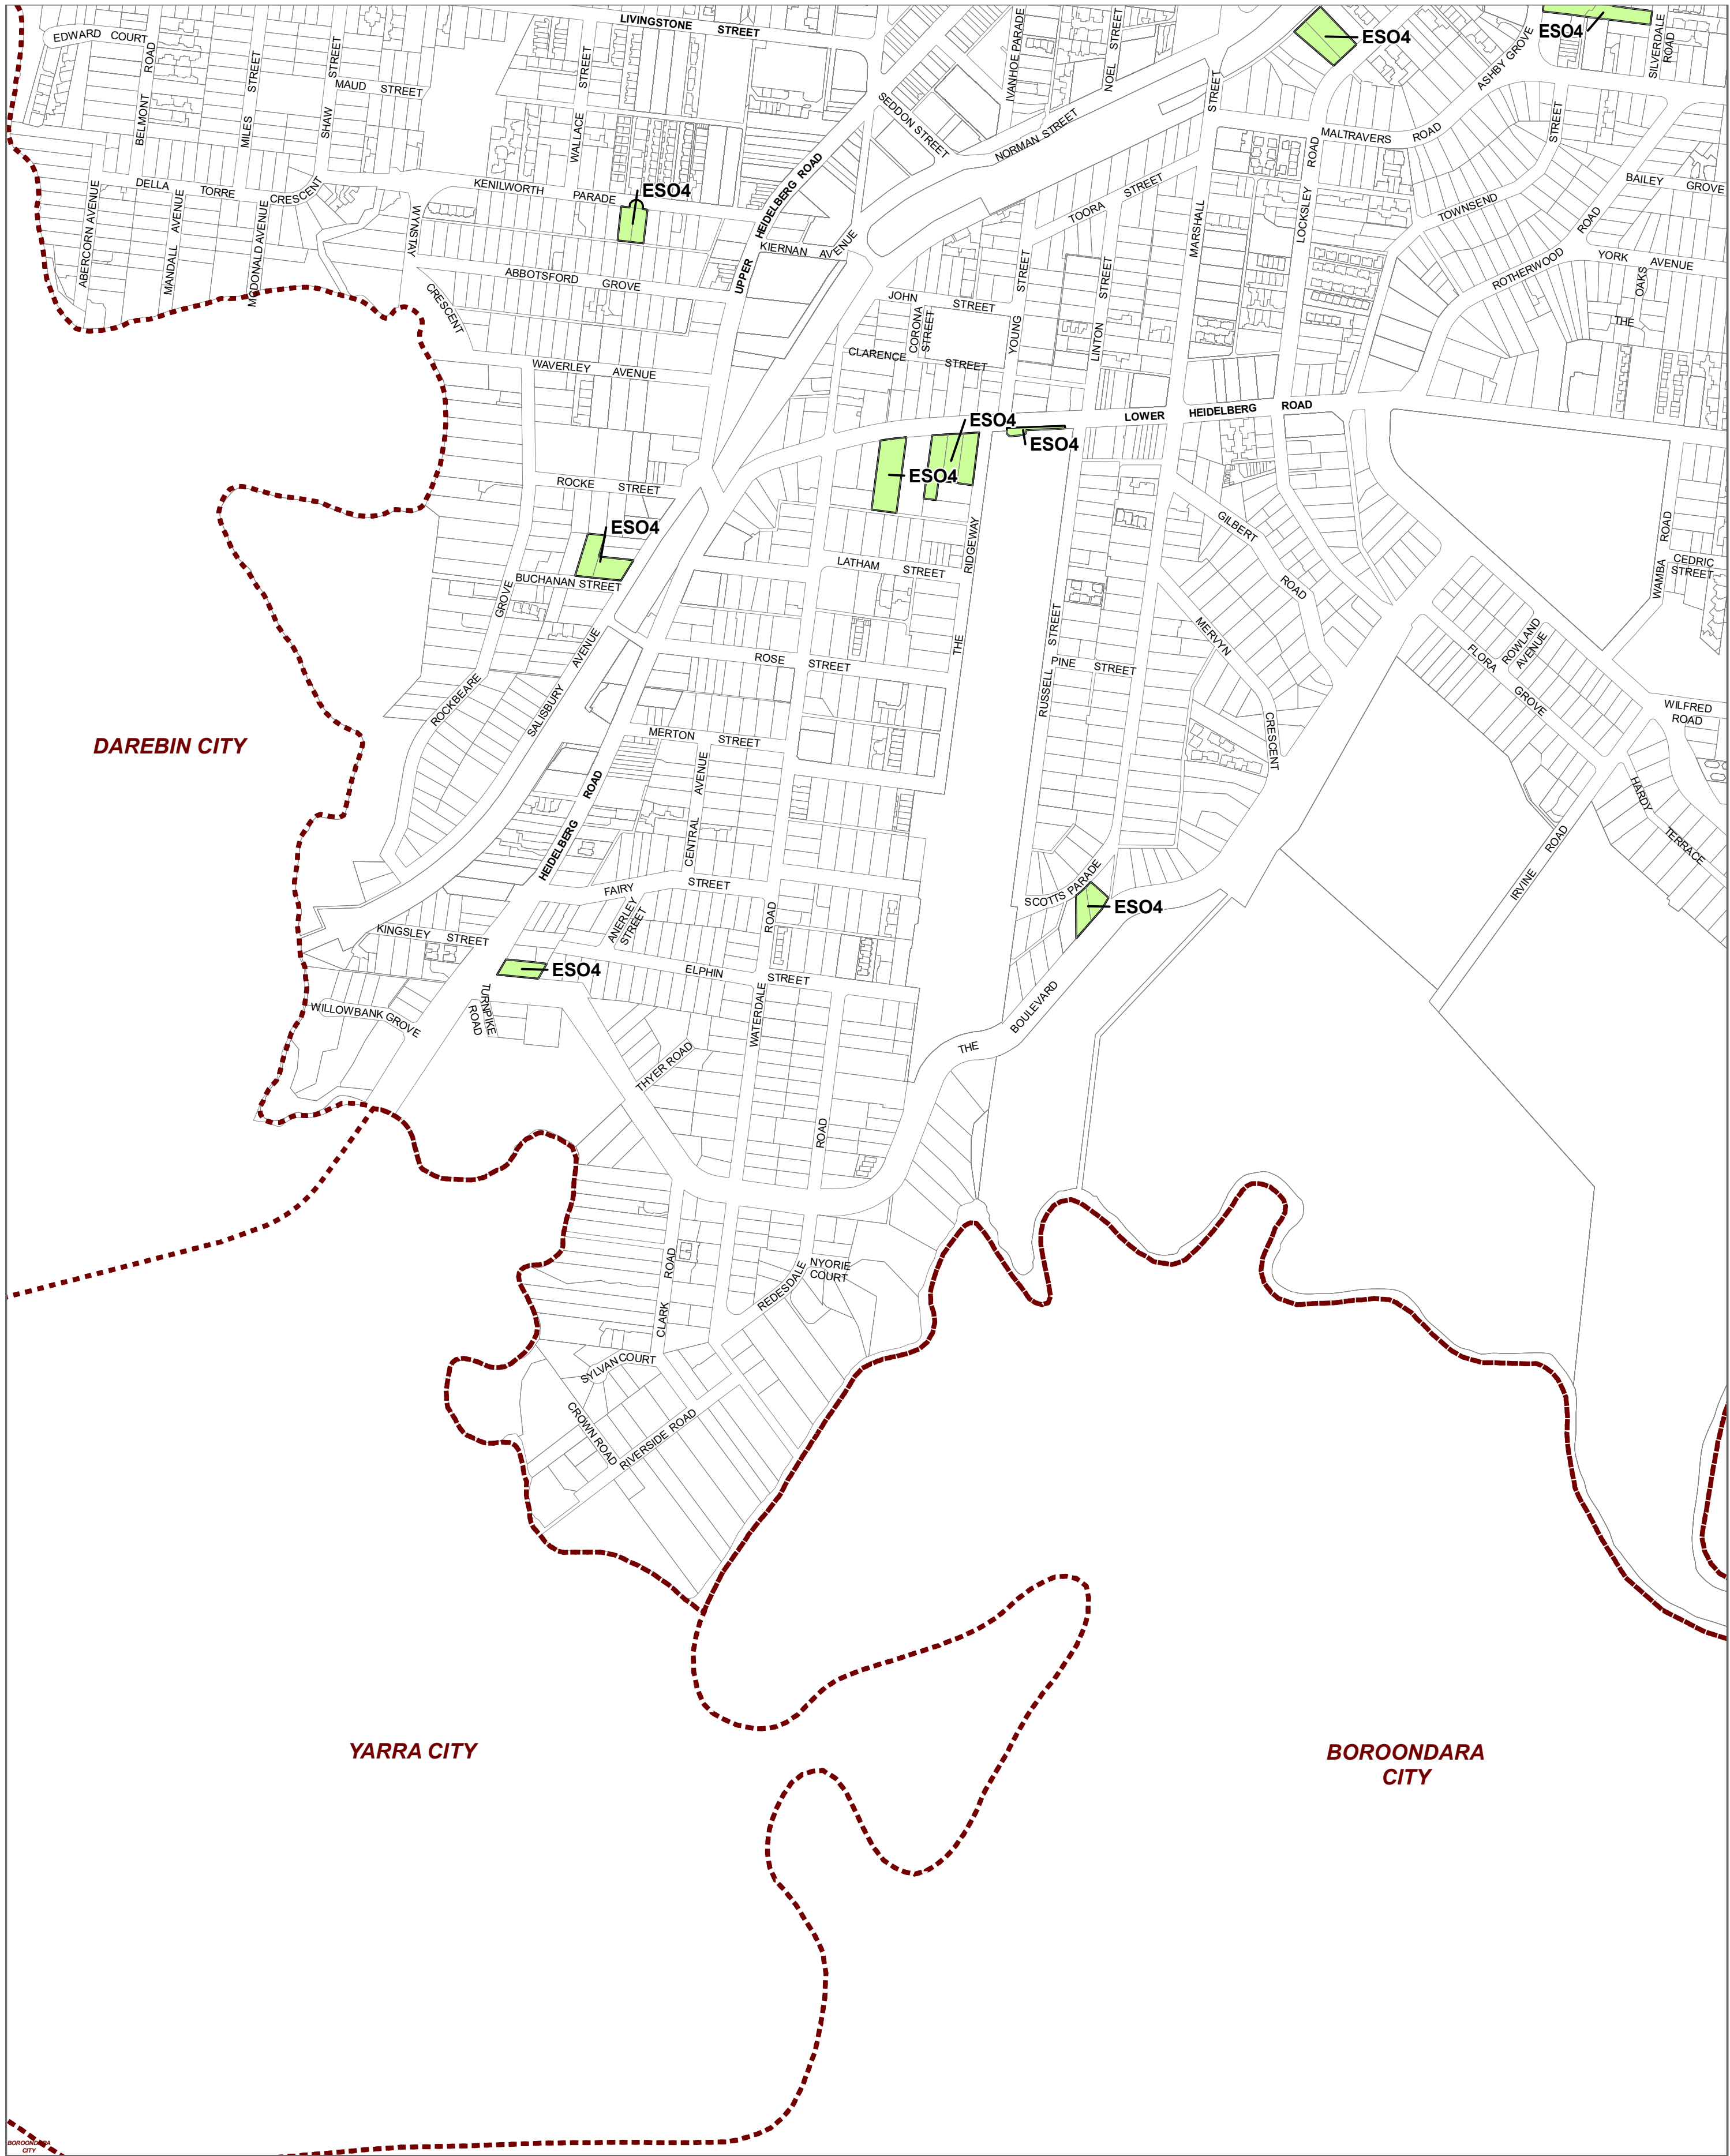 LIVINGSTONE STREET
EDWARD COURT
BELMONT ROAD
MILES STREET
SHAW STREET
MAUD STREET
WALLACE STREET
SEDDON STREET
IVANHOE PARADE
NOEL STREET
NORMAN STREET
ESO4
ASHBY GROVE
ESO4
SILVERDALE
ROAD
MALTRAVERS ROAD
STREET
BAILEY GROVE
ABERCORN AVENUE
DELLA TORRE CRESCENT
MANDALL AVENUE
MCDONALD AVENUE
WYNSTAY
CRESCENT
KENILWORTH PARADE
ESO4
UPPER HEIDELBERG ROAD
KIERNAN AVENUE
ABBOTSFORD GROVE
TOORA STREET
MARSHALL STREET
LOCKSLEY ROAD
TOWNSEND
ROTHERWOOD ROAD
YORK AVENUE
THE OAKS
JOHN STREET
CORONA
STREET
YOUNG STREET
LINTON STREET
CLARENCE STREET
WAVERLEY AVENUE
LOWER HEIDELBERG ROAD
ESO4
ESO4
ESO4
ROCKE STREET
ESO4
BUCHANAN STREET
THE RIDGEWAY
LATHAM STREET
GILBERT ROAD
WAMBA ROAD
CEDRIC
STREET
ROCKBEARE GROVE
SALISBURY AVENUE
ROSE STREET
RUSSELL STREET
PINE STREET
MERVYN CRESCENT
FLORA GROVE
ROWLAND
AVENUE
WILFRED
ROAD
DAREBIN CITY
MERTON STREET
HEIDELBERG ROAD
CENTRAL AVENUE
HARDY TERRACE
IRVINE ROAD
FAIRY STREET
SCOTTS PARADE
ESO4
ANERLEY
STREET
KINGSLEY STREET
ESO4
ELPHIN STREET
WATERDALE ROAD
TURNPIKE
ROAD
WILLOWBANK GROVE
THE BOULEVARD
THYER ROAD
REDESDALE ROAD
NYORIE
COURT
CLARK ROAD
SYLVAN COURT
CROWN ROAD
RIVERSIDE ROAD
YARRA CITY
BOROONDARA
CITY
BOROONDARA
CITY